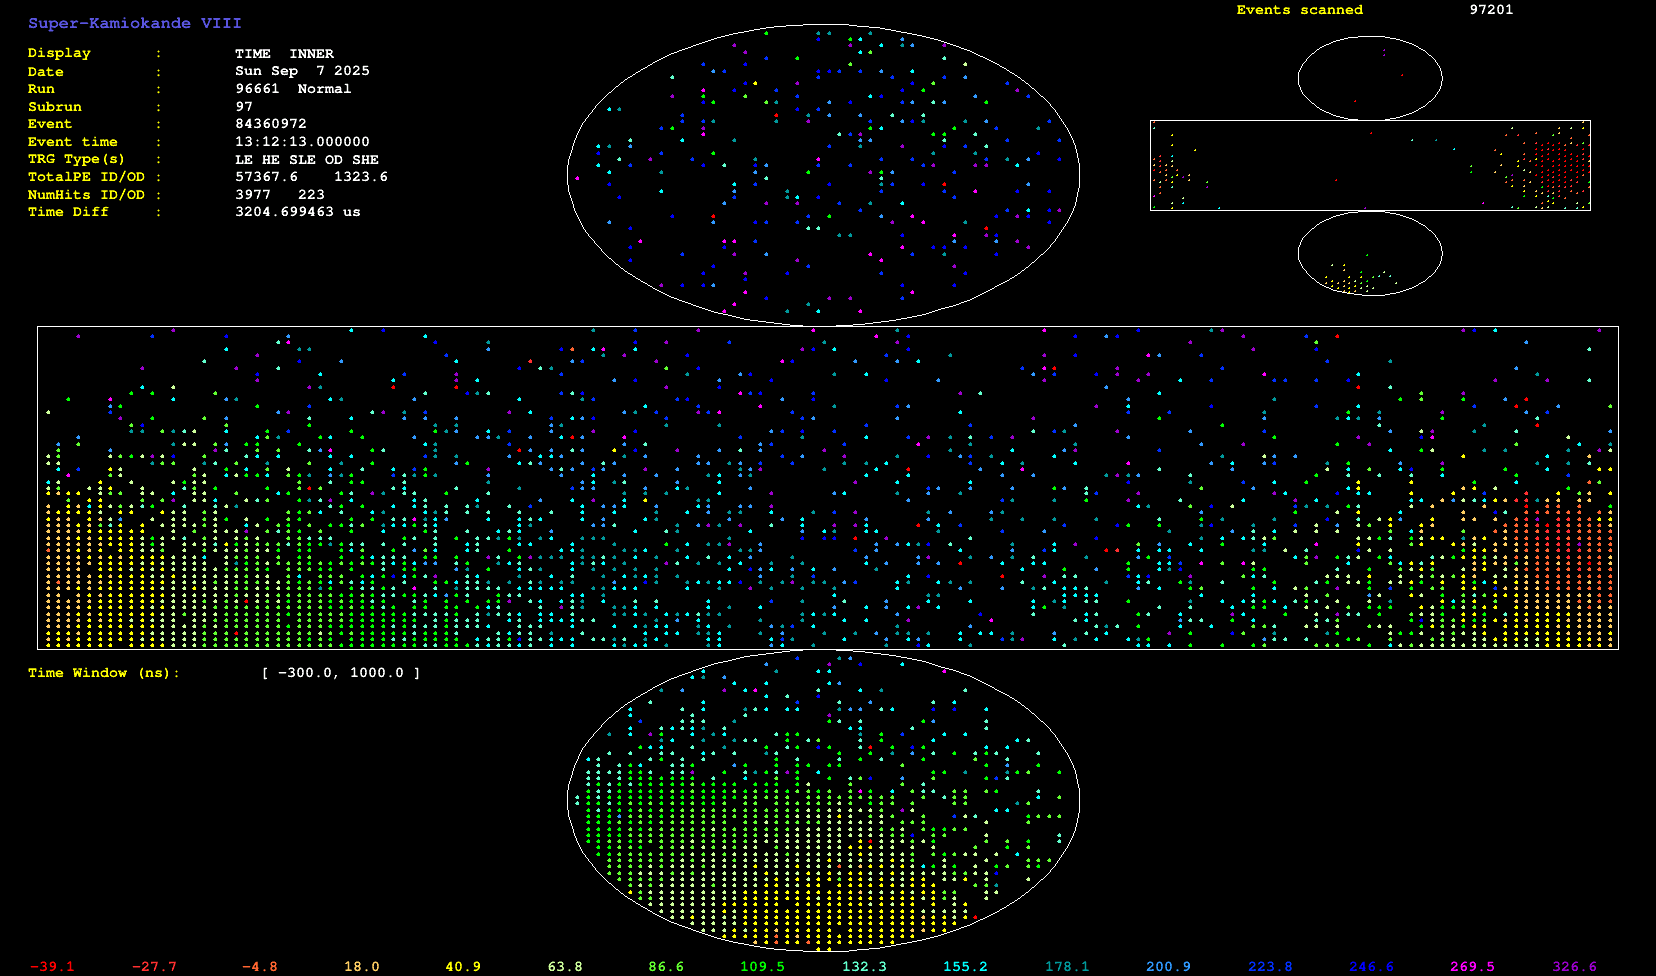 Super-Kamiokande VIII
Events scanned 97201
Display : TIME INNER
Date : Sun Sep 7 2025
Run : 96661 Normal
Subrun : 97
Event : 84360972
Event time : 13:12:13.000000
TRG Type(s) : LE HE SLE OD SHE
TotalPE ID/OD : 57367.6 1323.6
NumHits ID/OD : 3977 223
Time Diff : 3204.699463 us
Time Window (ns): [ -300.0, 1000.0 ]
-39.1 -27.7 -4.8 18.0 40.9 63.8 86.6 109.5 132.3 155.2 178.1 200.9 223.8 246.6 269.5 326.6